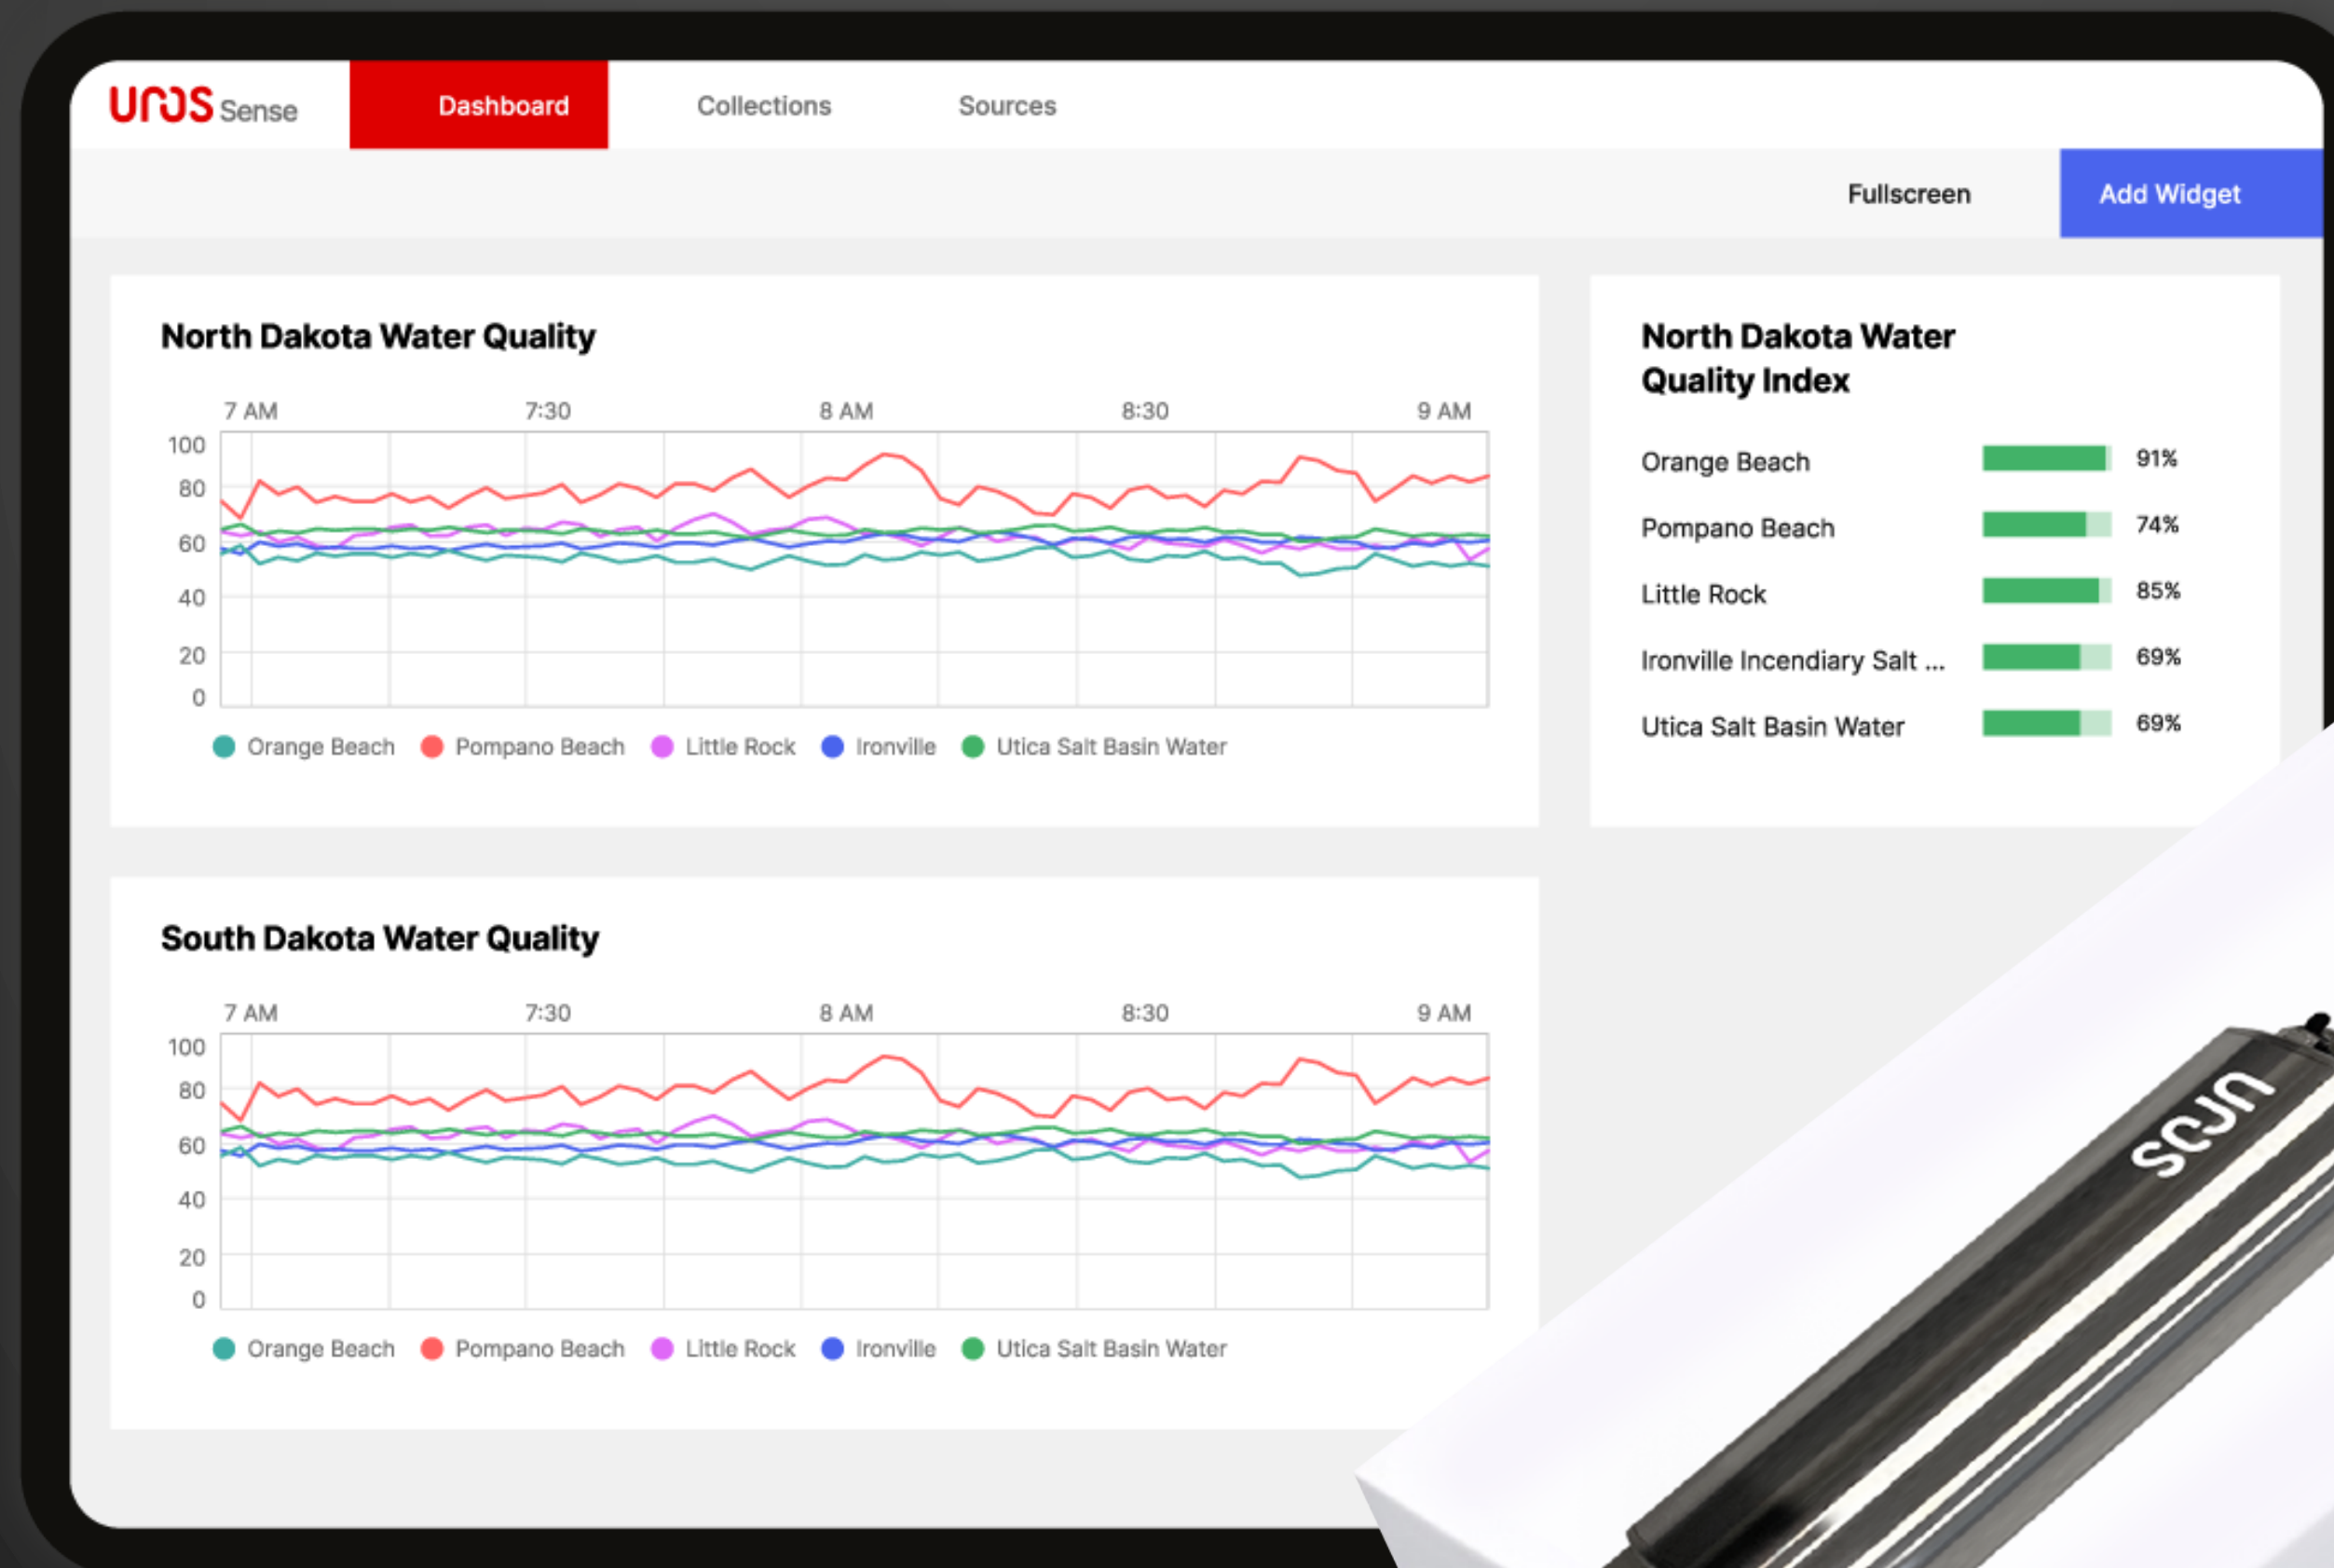 uros Sense
Dashboard
Collections
Sources
Fullscreen
Add Widget
North Dakota Water Quality
7 AM 7:30 8 AM 8:30 9 AM
100
80
60
40
20
0
Orange Beach Pompano Beach Little Rock Ironville Utica Salt Basin Water
North Dakota Water
Quality Index
Orange Beach 91%
Pompano Beach 74%
Little Rock 85%
Ironville Incendiary Salt ... 69%
Utica Salt Basin Water 69%
South Dakota Water Quality
7 AM 7:30 8 AM 8:30 9 AM
100
80
60
40
20
0
Orange Beach Pompano Beach Little Rock Ironville Utica Salt Basin Water
uros